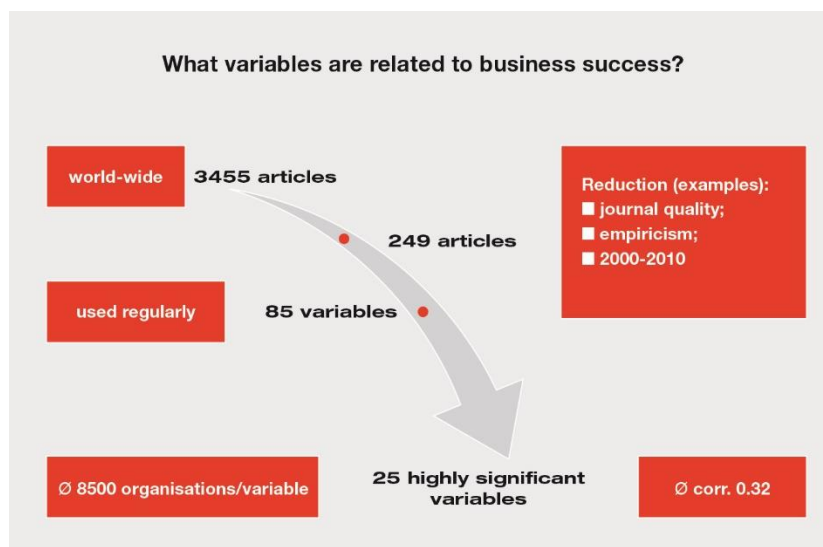 What variables are related to business success?
world-wide
3455 articles
Reduction (examples):
■ journal quality;
■ empiricism;
■ 2000-2010
249 articles
used regularly
85 variables
Ø 8500 organisations/variable
25 highly significant
variables
Ø corr. 0.32